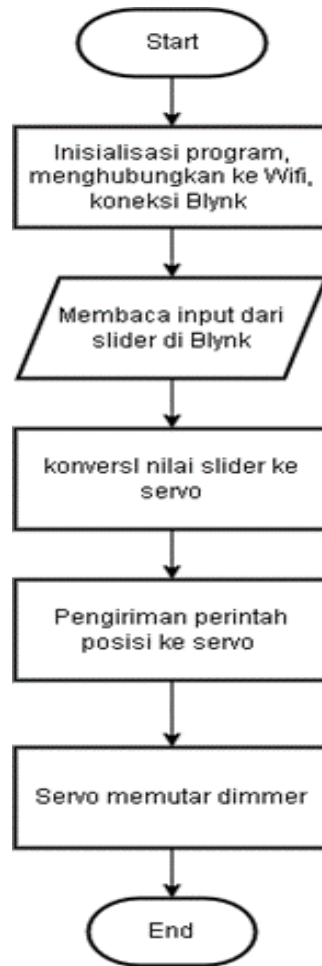 Start
Inisialisasi program,
menghubungkan ke Wifi,
koneksi Blynk
Membaca input dari
slider di Blynk
konversI nilai slider ke
servo
Pengiriman perintah
posisi ke servo
Servo memutar dimmer
End